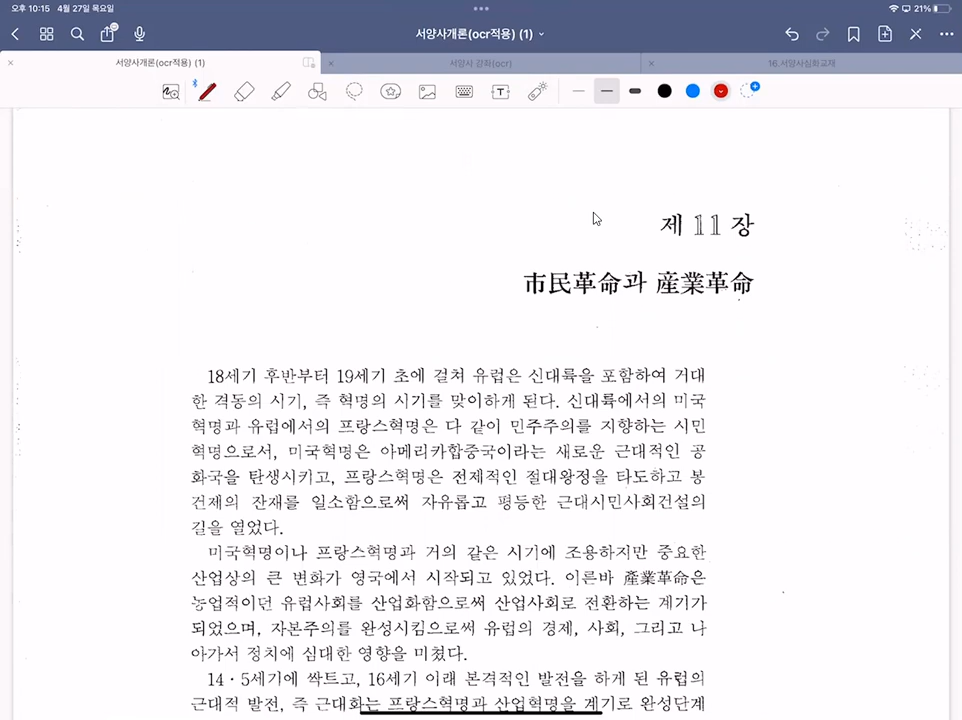 오후 10:15 4월 27일 목요일
21%
서양사개론(ocr적용) (1)
서양사개론(ocr적용) (1)
서양사 강좌(ocr)
16.서양사심화교재
제 11 장
市民革命과 産業革命
18세기 후반부터 19세기 초에 걸쳐 유럽은 신대륙을 포함하여 거대
한 격동의 시기, 즉 혁명의 시기를 맞이하게 된다. 신대륙에서의 미국
혁명과 유럽에서의 프랑스혁명은 다 같이 민주주의를 지향하는 시민
혁명으로서, 미국혁명은 아메리카합중국이라는 새로운 근대적인 공
화국을 탄생시키고, 프랑스혁명은 전제적인 절대왕정을 타도하고 봉
건제의 잔재를 일소함으로써 자유롭고 평등한 근대시민사회건설의
길을 열었다.
미국혁명이나 프랑스혁명과 거의 같은 시기에 조용하지만 중요한
산업상의 큰 변화가 영국에서 시작되고 있었다. 이른바 産業革命은
농업적이던 유럽사회를 산업화함으로써 산업사회로 전환하는 계기가
되었으며, 자본주의를 완성시킴으로써 유럽의 경제, 사회, 그리고 나
아가서 정치에 심대한 영향을 미쳤다.
14·5세기에 싹트고, 16세기 이래 본격적인 발전을 하게 된 유럽의
근대적 발전, 즉 근대화는 프랑스혁명과 산업혁명을 계기로 완성단계